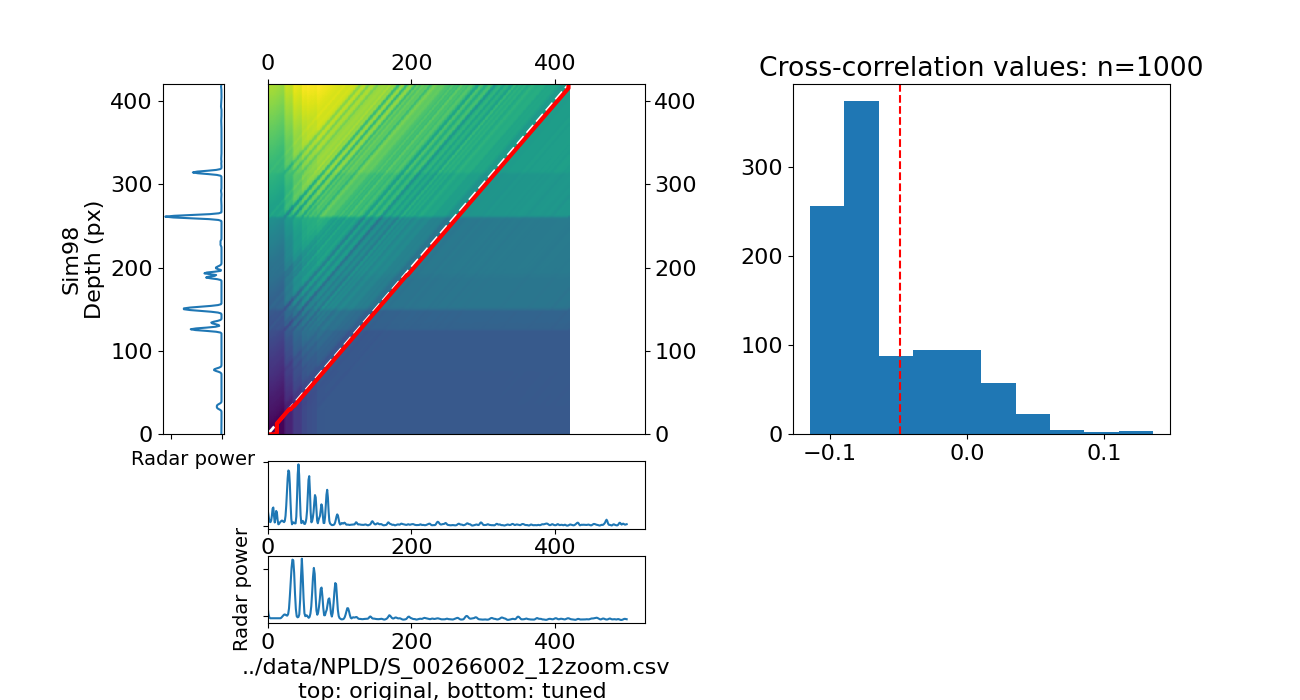 Cross-correlation values: n=1000
0 200 400
400
300
200
100
0
Sim98
Depth (px)
Radar power
400
300
200
100
0
300
200
100
0
−0.1 0.0 0.1
0 200 400
Radar power
0 200 400
../data/NPLD/S_00266002_12zoom.csv
top: original, bottom: tuned